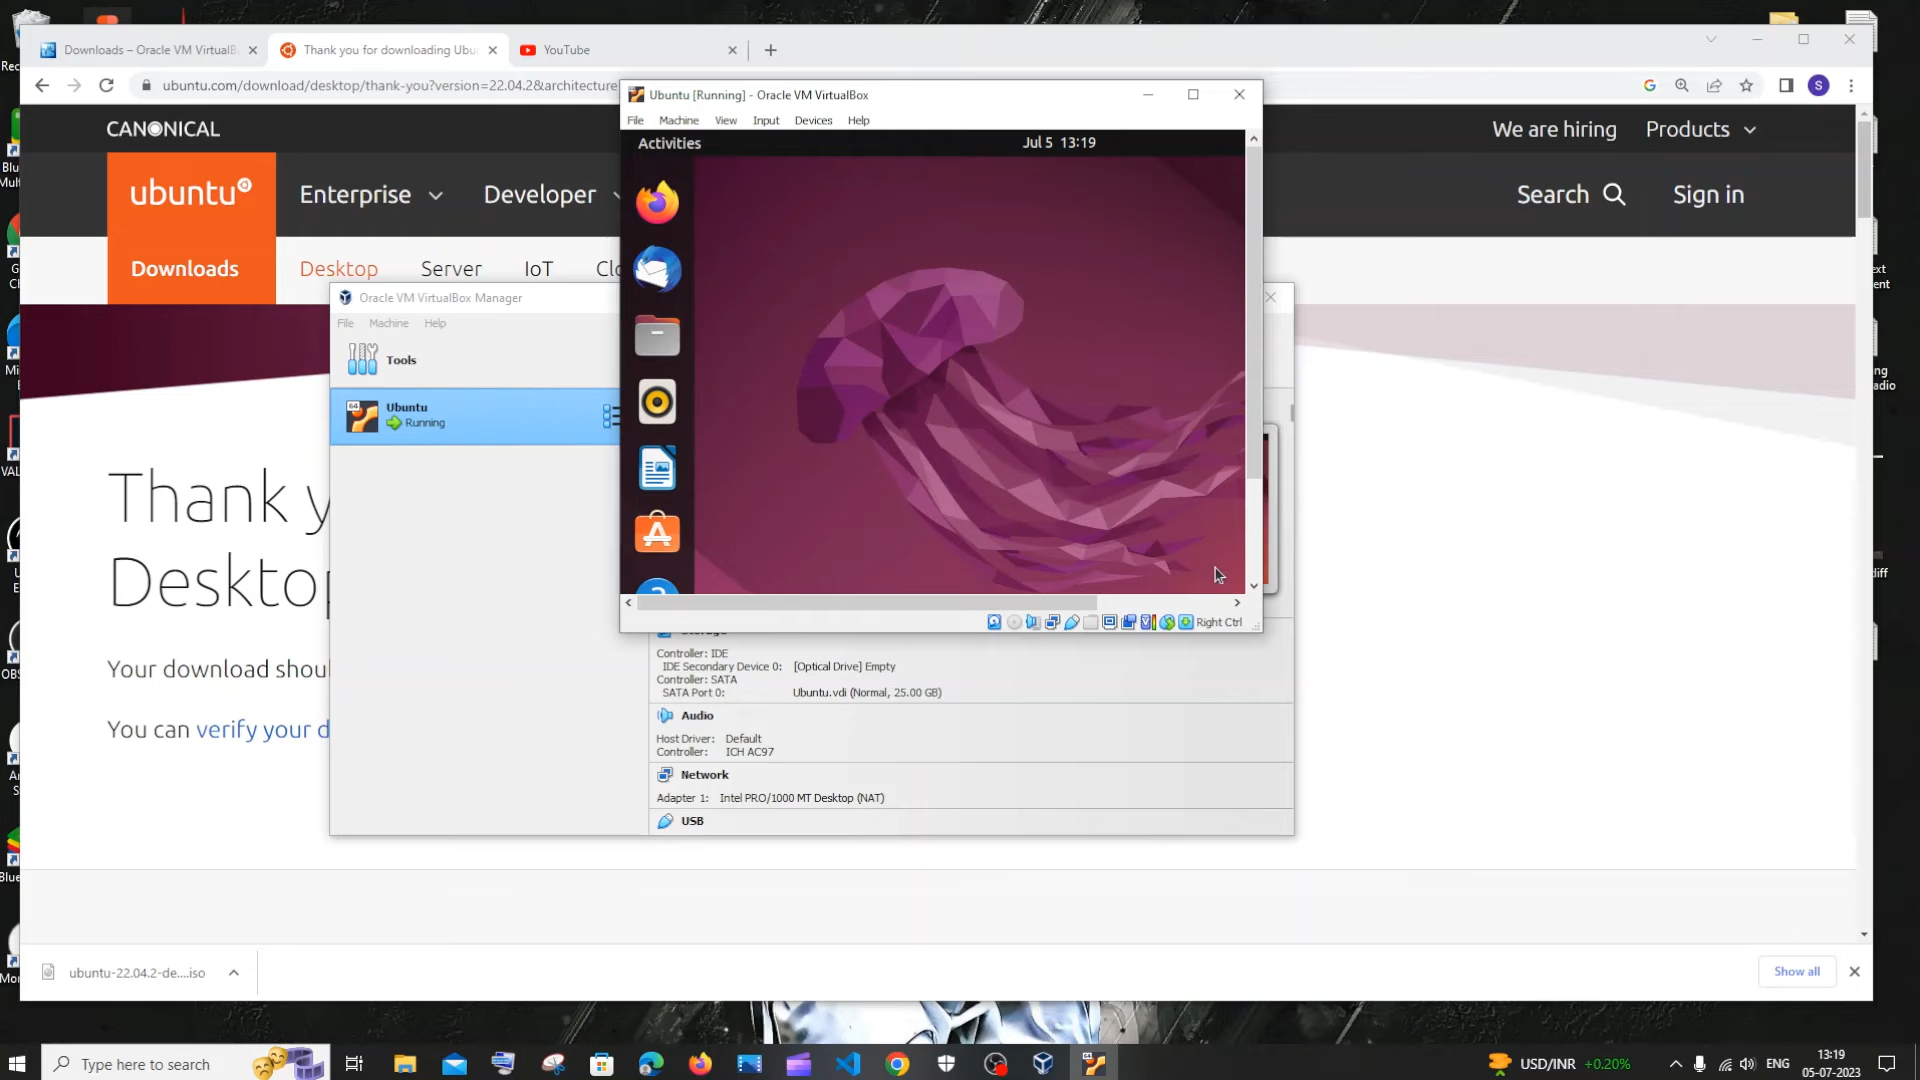 Downloads – Oracle VM VirtualB
Thank you for downloading Ubu
YouTube
ubuntu.com/download/desktop/thank-you?version=22.04.2&architecture
S
CANONICAL
We are hiring
Products
ubuntu
Enterprise
Developer
Search
Sign in
Downloads
Desktop
Server
IoT
Clo
Ubuntu [Running] - Oracle VM VirtualBox
File
Machine
View
Input
Devices
Help
Activities
Jul 5 13:19
Oracle VM VirtualBox Manager
File
Machine
Help
Tools
64
Ubuntu
Running
Right Ctrl
Thank y
Desktop
Your download shou
You can verify your d
Controller: IDE
IDE Secondary Device 0: [Optical Drive] Empty
Controller: SATA
SATA Port 0: Ubuntu.vdi (Normal, 25.00 GB)
Audio
Host Driver: Default
Controller: ICH AC97
Network
Adapter 1: Intel PRO/1000 MT Desktop (NAT)
USB
ubuntu-22.04.2-de....iso
Show all
Type here to search
USD/INR +0.20%
ENG
13:19
05-07-2023